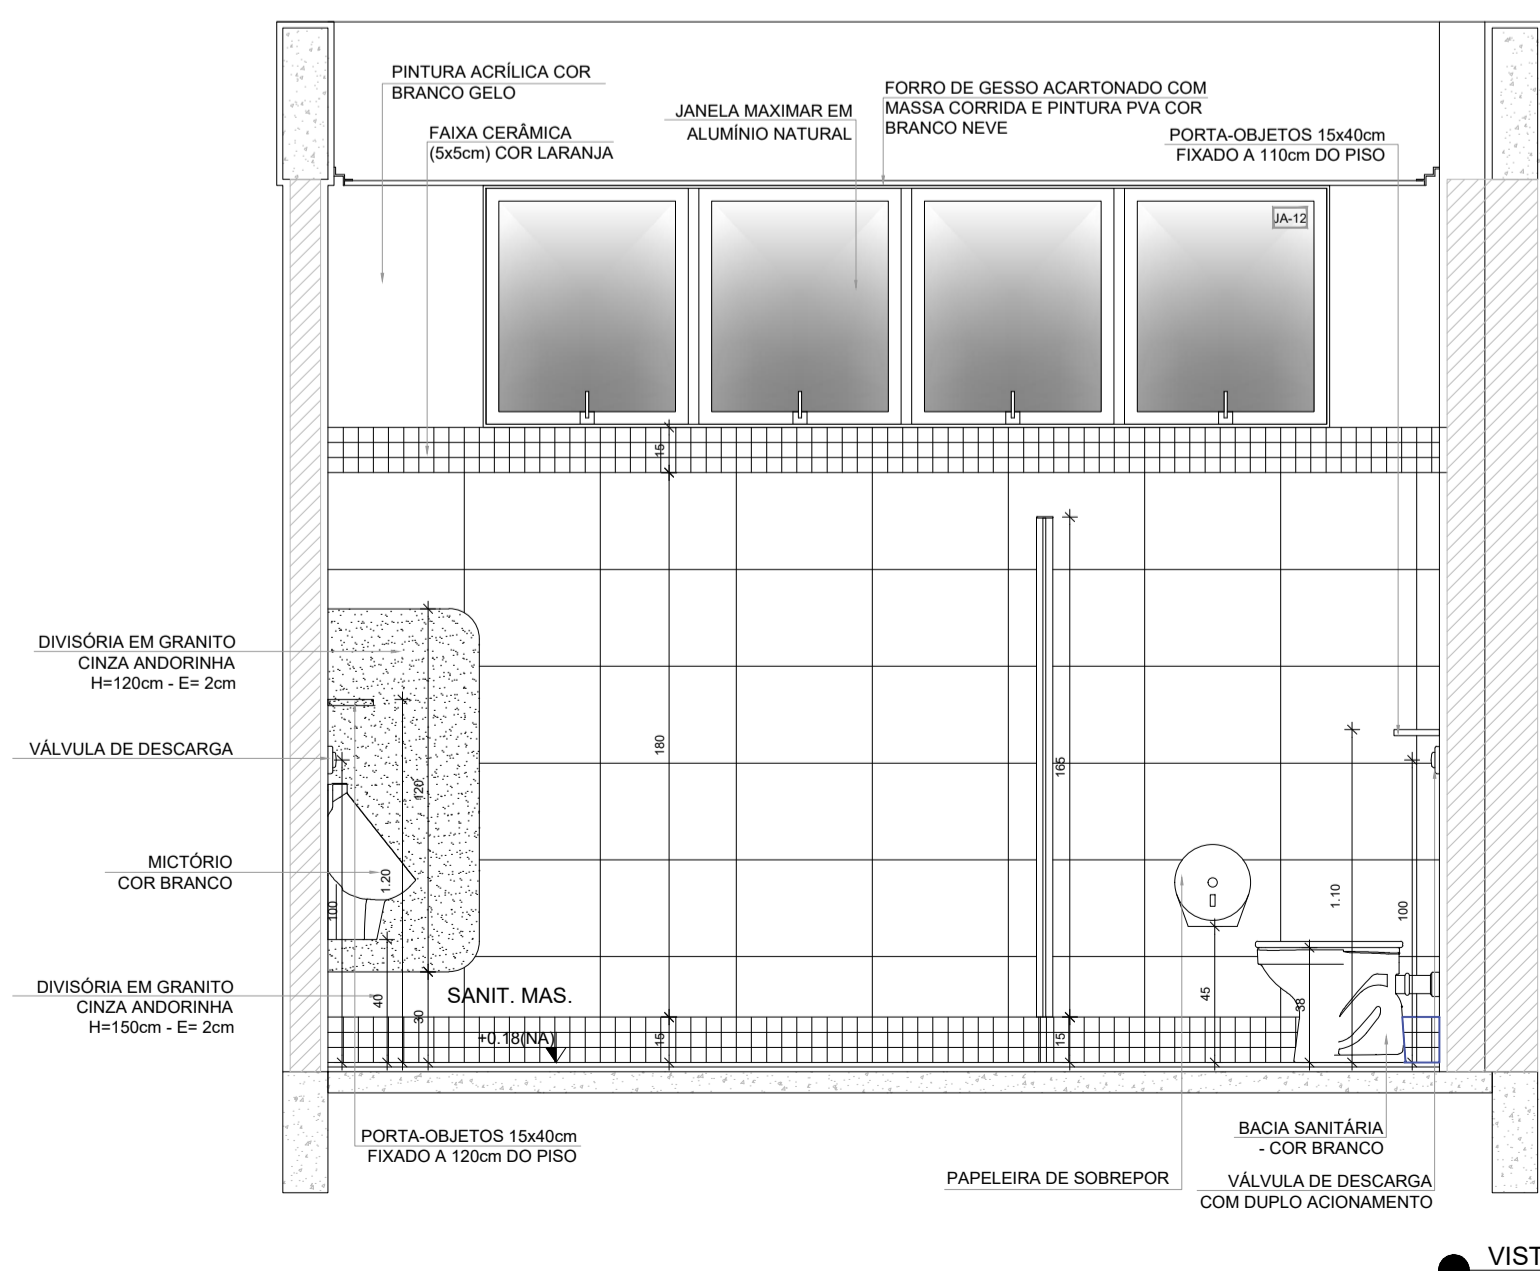 PINTURA ACRÍLICA COR
BRANCO GELO
FAIXA CERÂMICA
(5x5cm) COR LARANJA
JANELA MAXIMAR EM
ALUMÍNIO NATURAL
FORRO DE GESSO ACARTONADO COM
MASSA CORRIDA E PINTURA PVA COR
BRANCO NEVE
PORTA-OBJETOS 15x40cm
FIXADO A 110cm DO PISO
JA-12
15
DIVISÓRIA EM GRANITO
CINZA ANDORINHA
H=120cm - E= 2cm
VÁLVULA DE DESCARGA
MICTÓRIO
COR BRANCO
DIVISÓRIA EM GRANITO
CINZA ANDORINHA
H=150cm - E= 2cm
180
165
120
1.20
100
40
30
1.10
100
45
38
SANIT. MAS.
+0.18(NA)
15
15
PORTA-OBJETOS 15x40cm
FIXADO A 120cm DO PISO
PAPELEIRA DE SOBREPOR
BACIA SANITÁRIA
- COR BRANCO
VÁLVULA DE DESCARGA
COM DUPLO ACIONAMENTO
VIST